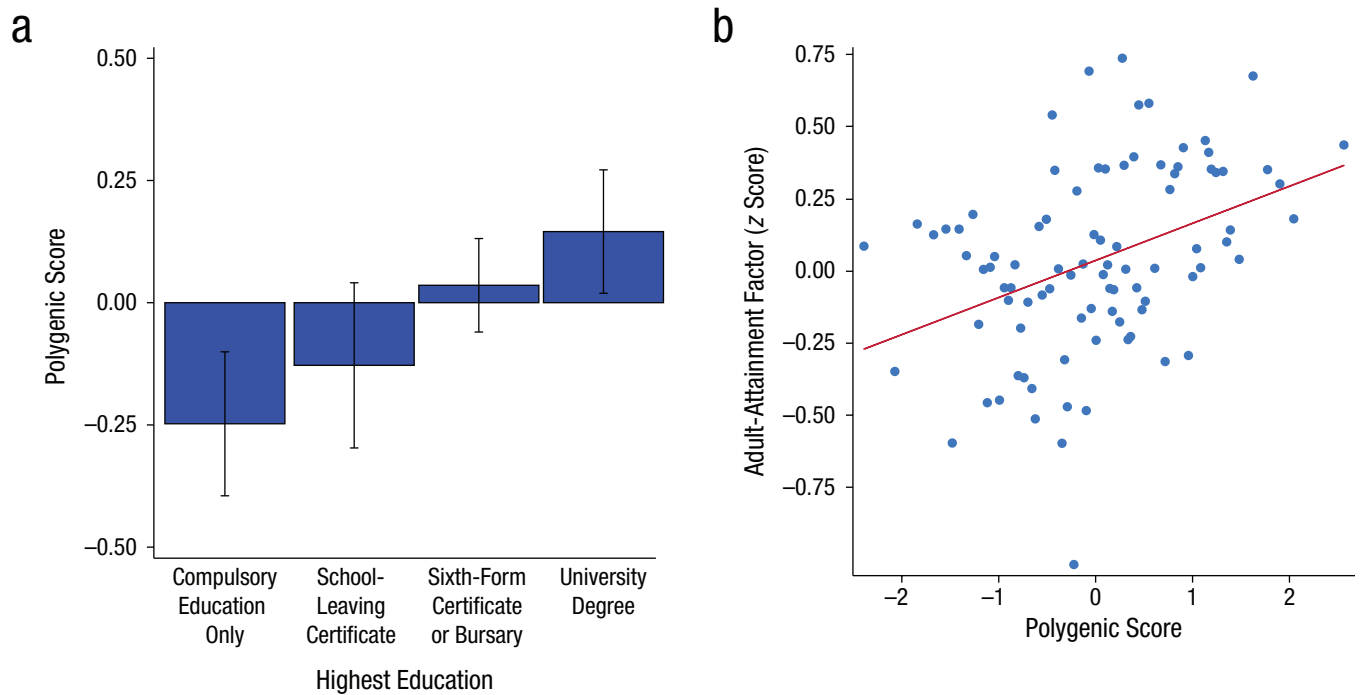 a
0.50
0.25
0.00
−0.25
−0.50
Polygenic Score
Compulsory
Education
Only
School-
Leaving
Certificate
Sixth-Form
Certificate
or Bursary
University
Degree
Highest Education
b
0.75
0.50
0.25
0.00
−0.25
−0.50
−0.75
Adult-Attainment Factor (z Score)
−2
−1
0
1
2
Polygenic Score